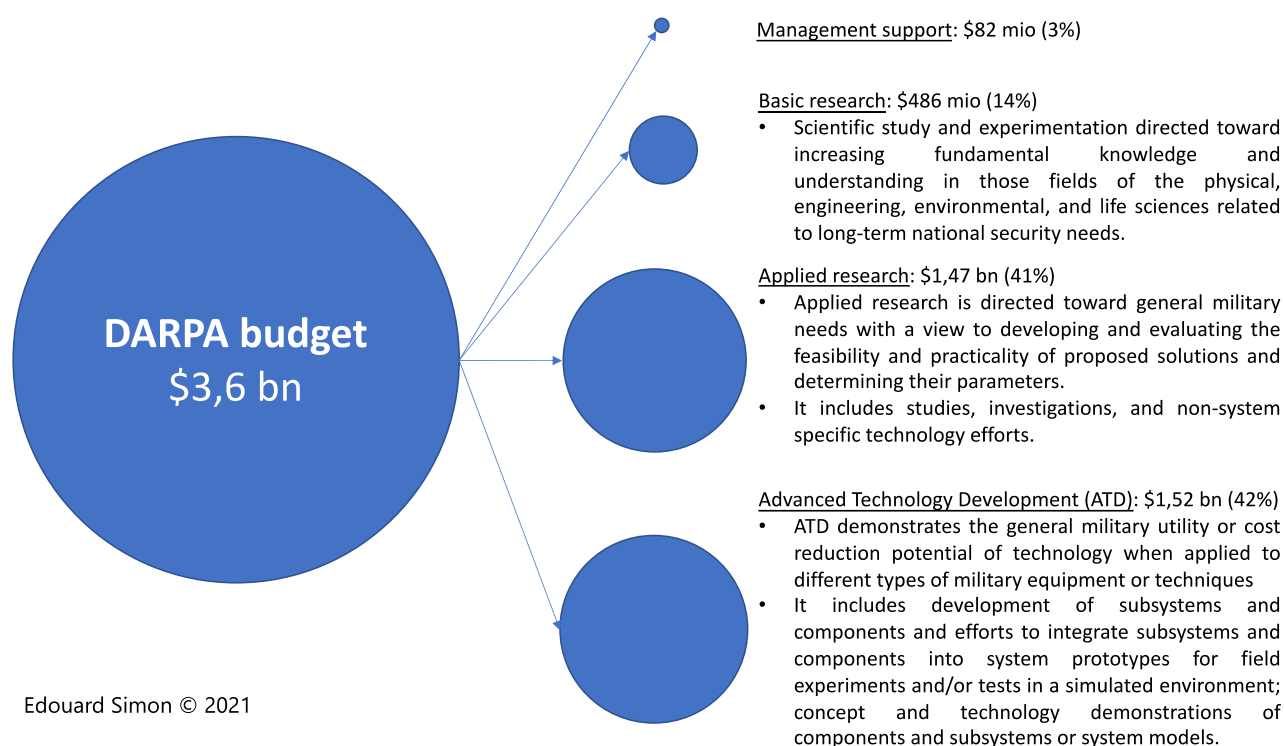 DARPA budget
$3,6 bn
Management support: $82 mio (3%)
Basic research: $486 mio (14%)
• Scientific study and experimentation directed toward
increasing fundamental knowledge and
understanding in those fields of the physical,
engineering, environmental, and life sciences related
to long-term national security needs.
Applied research: $1,47 bn (41%)
• Applied research is directed toward general military
needs with a view to developing and evaluating the
feasibility and practicality of proposed solutions and
determining their parameters.
• It includes studies, investigations, and non-system
specific technology efforts.
Advanced Technology Development (ATD): $1,52 bn (42%)
• ATD demonstrates the general military utility or cost
reduction potential of technology when applied to
different types of military equipment or techniques
• It includes development of subsystems and
components and efforts to integrate subsystems and
components into system prototypes for field
experiments and/or tests in a simulated environment;
concept and technology demonstrations of
components and subsystems or system models.
Edouard Simon © 2021